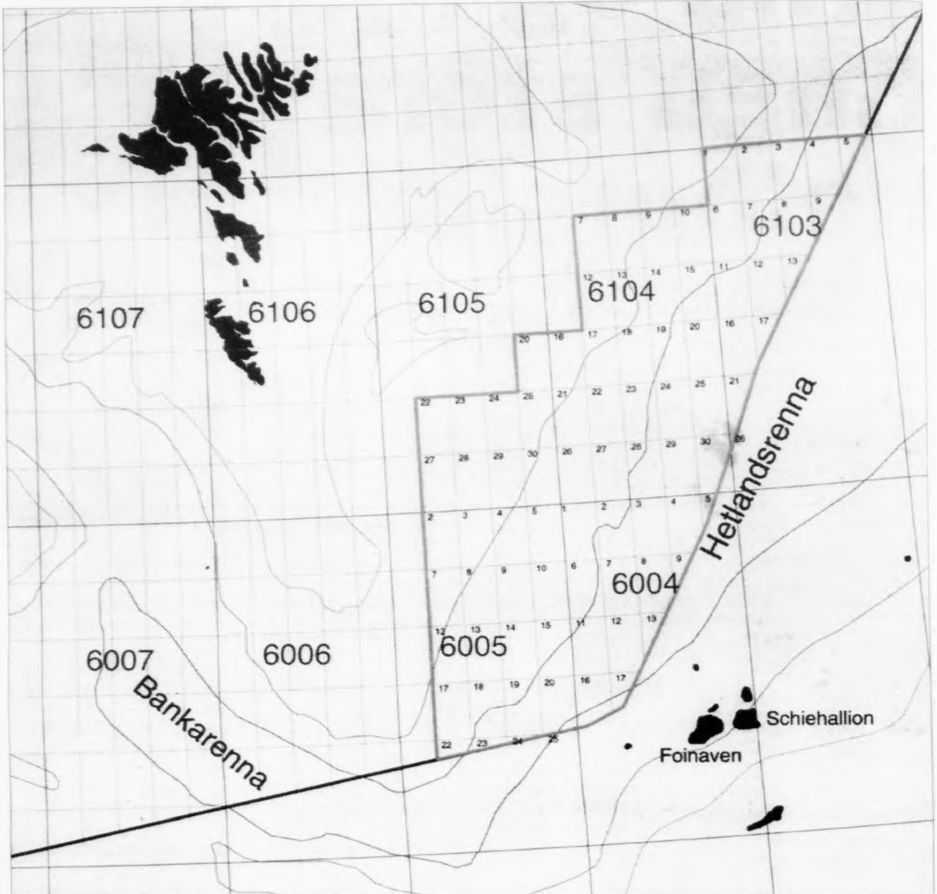 1 2 3 4 5
7 8 9 10 6 7 8 9
6103
12 13 14 15 11 12 13
6107 6106 6105 6104
20 16 17 18 19 20 16 17
22 23 24 25 21 22 23 24 25 21
27 28 29 30 26 27 28 29 30 26
Hetlandsrenna
2 3 4 5 1 2 3 4 5
7 8 9 10 6 7 8 9
6004
12 13 14 15 11 12 13
6007 6006 6005
17 18 19 20 16 17
Bankarenna
Schiehallion
22 23 24 25
Foinaven